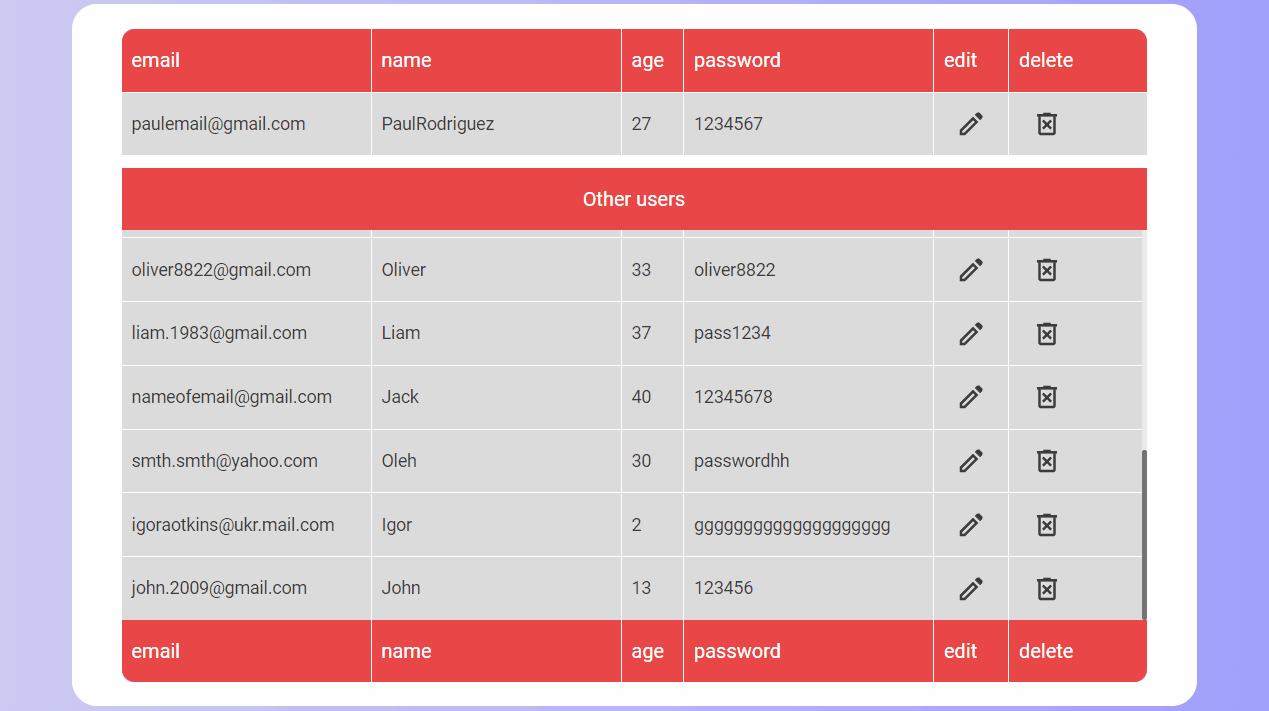 email name age password edit delete
paulemail@gmail.com PaulRodriguez 27 1234567
Other users
oliver8822@gmail.com Oliver 33 oliver8822
liam.1983@gmail.com Liam 37 pass1234
nameofemail@gmail.com Jack 40 12345678
smth.smth@yahoo.com Oleh 30 passwordhh
igoraotkins@ukr.mail.com Igor 2 gggggggggggggggggggg
john.2009@gmail.com John 13 123456
email name age password edit delete